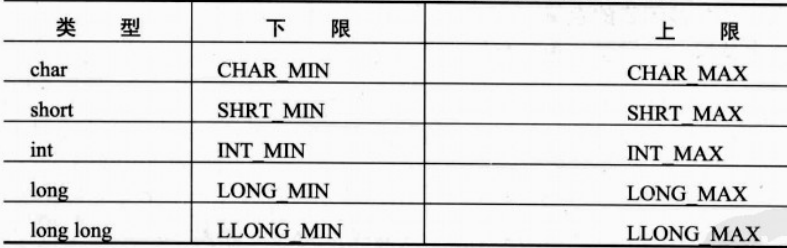 类 型 下 限 上 限
char CHAR_MIN CHAR_MAX
short SHRT_MIN SHRT_MAX
int INT_MIN INT_MAX
long LONG_MIN LONG_MAX
long long LLONG_MIN LLONG_MAX